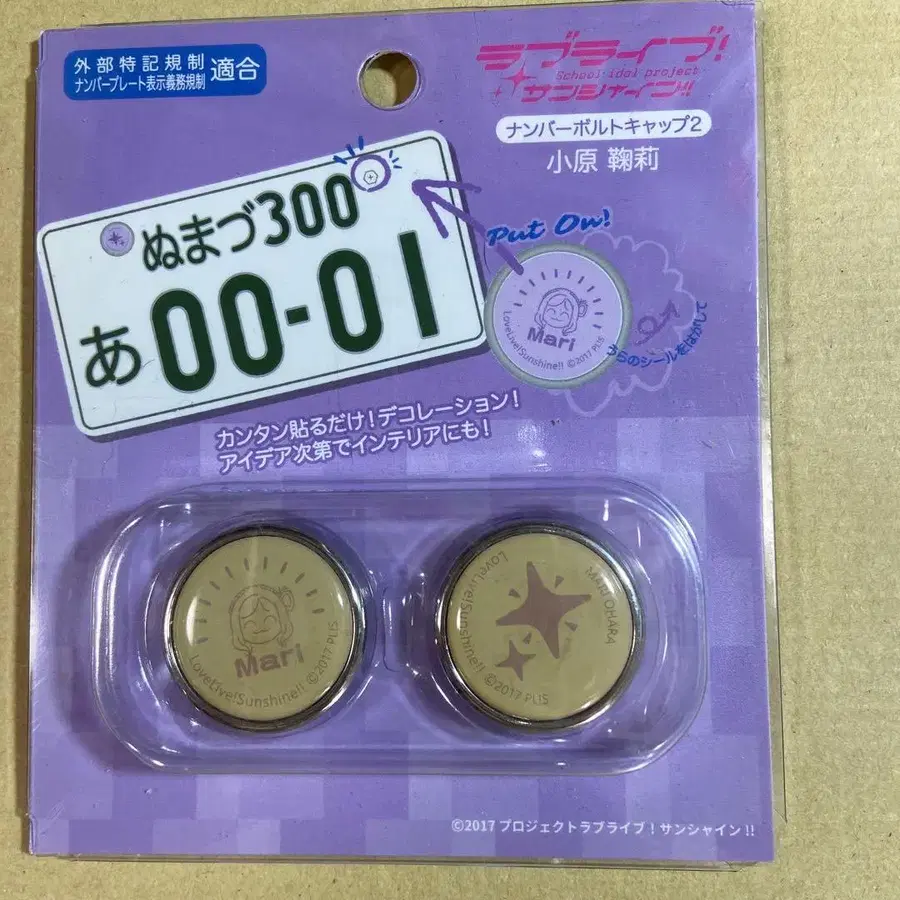 外部特記規制
ナンバープレート表示義務規制
適合
ラブライブ!
School idol project
サンシャイン!!
ナンバーボルトキャップ2
小原 鞠莉
ぬまづ300
あ 00-01
Put On!
Mari
LoveLive!Sunshine!! ©2017 PLIS
うらのシールをはがして
カンタン貼るだけ!デコレーション!
アイデア次第でインテリアにも!
Mari
LoveLive!Sunshine!! ©2017 PLIS
MARI OHARA
LoveLive!Sunshine!! ©2017 PLIS
©2017 プロジェクトラブライブ!サンシャイン!!